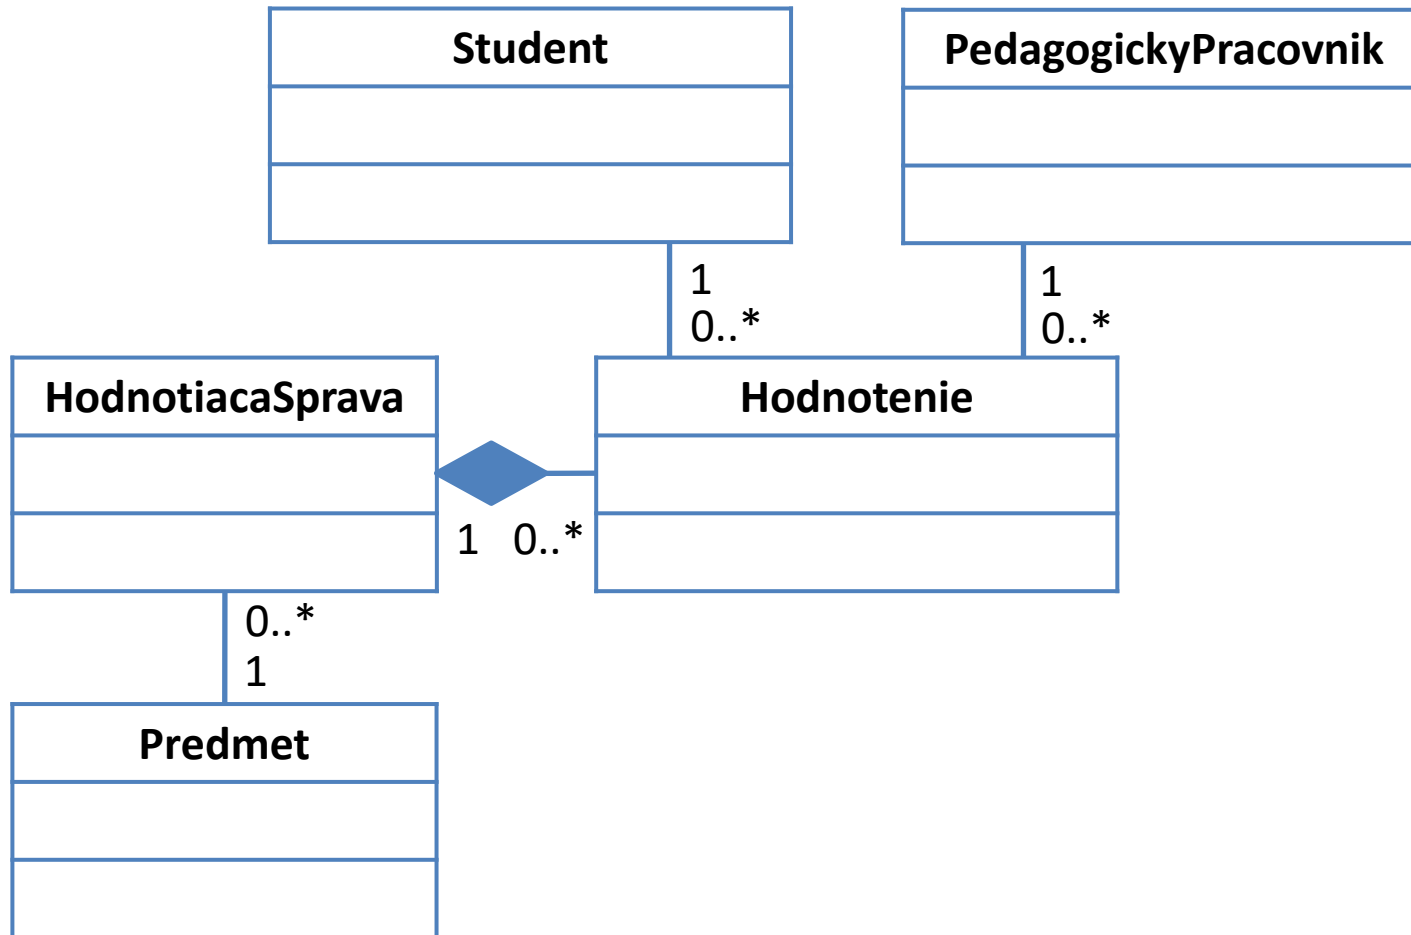 Student
PedagogickyPracovnik
1
0..*
1
0..*
HodnotiacaSprava
Hodnotenie
1 0..*
0..*
1
Predmet